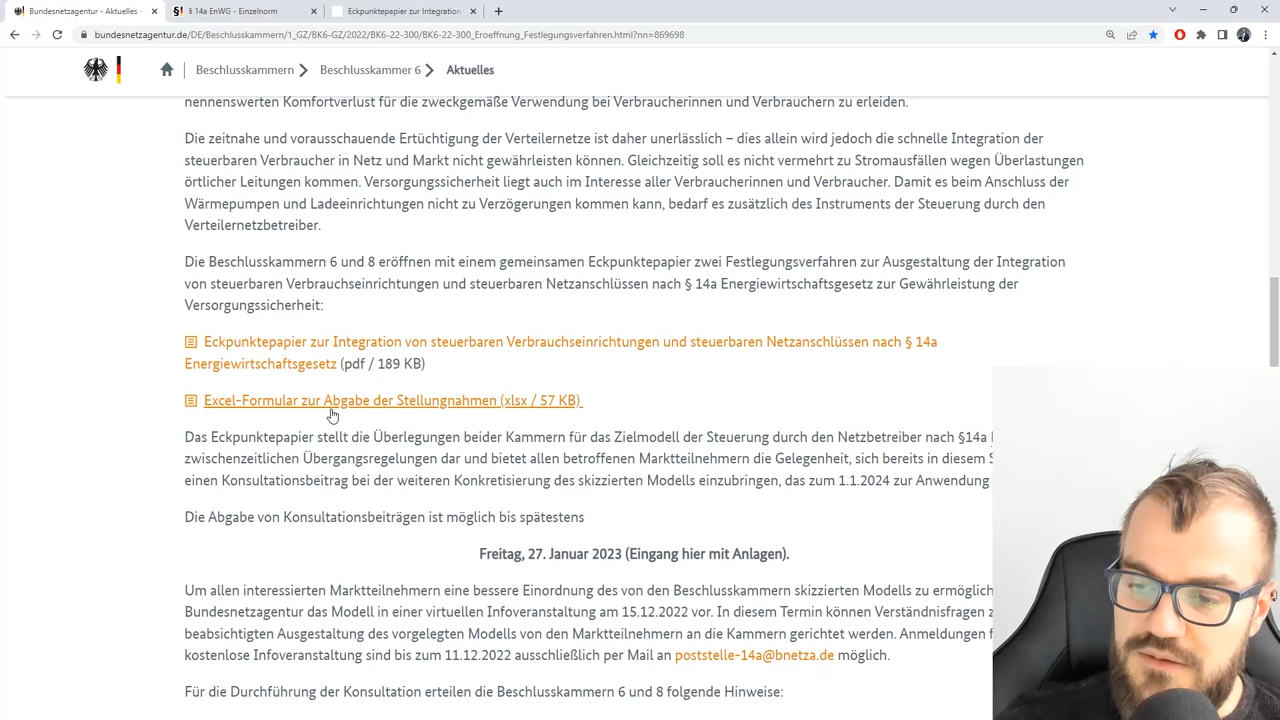 Bundesnetzagentur - Aktuelles -
§ 14a EnWG - Einzelnorm
Eckpunktepapier zur Integration
bundesnetzagentur.de/DE/Beschlusskammern/1_GZ/BK6-GZ/2022/BK6-22-300/BK6-22-300_Eroeffnung_Festlegungsverfahren.html?nn=869698
Beschlusskammern
Beschlusskammer 6
Aktuelles
nennenswerten Komfortverlust für die zweckgemäße Verwendung bei Verbraucherinnen und Verbrauchern zu erleiden.
Die zeitnahe und vorausschauende Ertüchtigung der Verteilernetze ist daher unerlässlich – dies allein wird jedoch die schnelle Integration der
steuerbaren Verbraucher in Netz und Markt nicht gewährleisten können. Gleichzeitig soll es nicht vermehrt zu Stromausfällen wegen Überlastungen
örtlicher Leitungen kommen. Versorgungssicherheit liegt auch im Interesse aller Verbraucherinnen und Verbraucher. Damit es beim Anschluss der
Wärmepumpen und Ladeeinrichtungen nicht zu Verzögerungen kommen kann, bedarf es zusätzlich des Instruments der Steuerung durch den
Verteilernetzbetreiber.
Die Beschlusskammern 6 und 8 eröffnen mit einem gemeinsamen Eckpunktepapier zwei Festlegungsverfahren zur Ausgestaltung der Integration
von steuerbaren Verbrauchseinrichtungen und steuerbaren Netzanschlüssen nach § 14a Energiewirtschaftsgesetz zur Gewährleistung der
Versorgungssicherheit:
Eckpunktepapier zur Integration von steuerbaren Verbrauchseinrichtungen und steuerbaren Netzanschlüssen nach § 14a
Energiewirtschaftsgesetz (pdf / 189 KB)
Excel-Formular zur Abgabe der Stellungnahmen (xlsx / 57 KB)
Das Eckpunktepapier stellt die Überlegungen beider Kammern für das Zielmodell der Steuerung durch den Netzbetreiber nach §14a
zwischenzeitlichen Übergangsregelungen dar und bietet allen betroffenen Marktteilnehmern die Gelegenheit, sich bereits in diesem
einen Konsultationsbeitrag bei der weiteren Konkretisierung des skizzierten Modells einzubringen, das zum 1.1.2024 zur Anwendung
Die Abgabe von Konsultationsbeiträgen ist möglich bis spätestens
Freitag, 27. Januar 2023 (Eingang hier mit Anlagen).
Um allen interessierten Marktteilnehmern eine bessere Einordnung des von den Beschlusskammern skizzierten Modells zu ermöglich
Bundesnetzagentur das Modell in einer virtuellen Infoveranstaltung am 15.12.2022 vor. In diesem Termin können Verständnisfragen z
beabsichtigten Ausgestaltung des vorgelegten Modells von den Marktteilnehmern an die Kammern gerichtet werden. Anmeldungen f
kostenlose Infoveranstaltung sind bis zum 11.12.2022 ausschließlich per Mail an poststelle-14a@bnetza.de möglich.
Für die Durchführung der Konsultation erteilen die Beschlusskammern 6 und 8 folgende Hinweise: